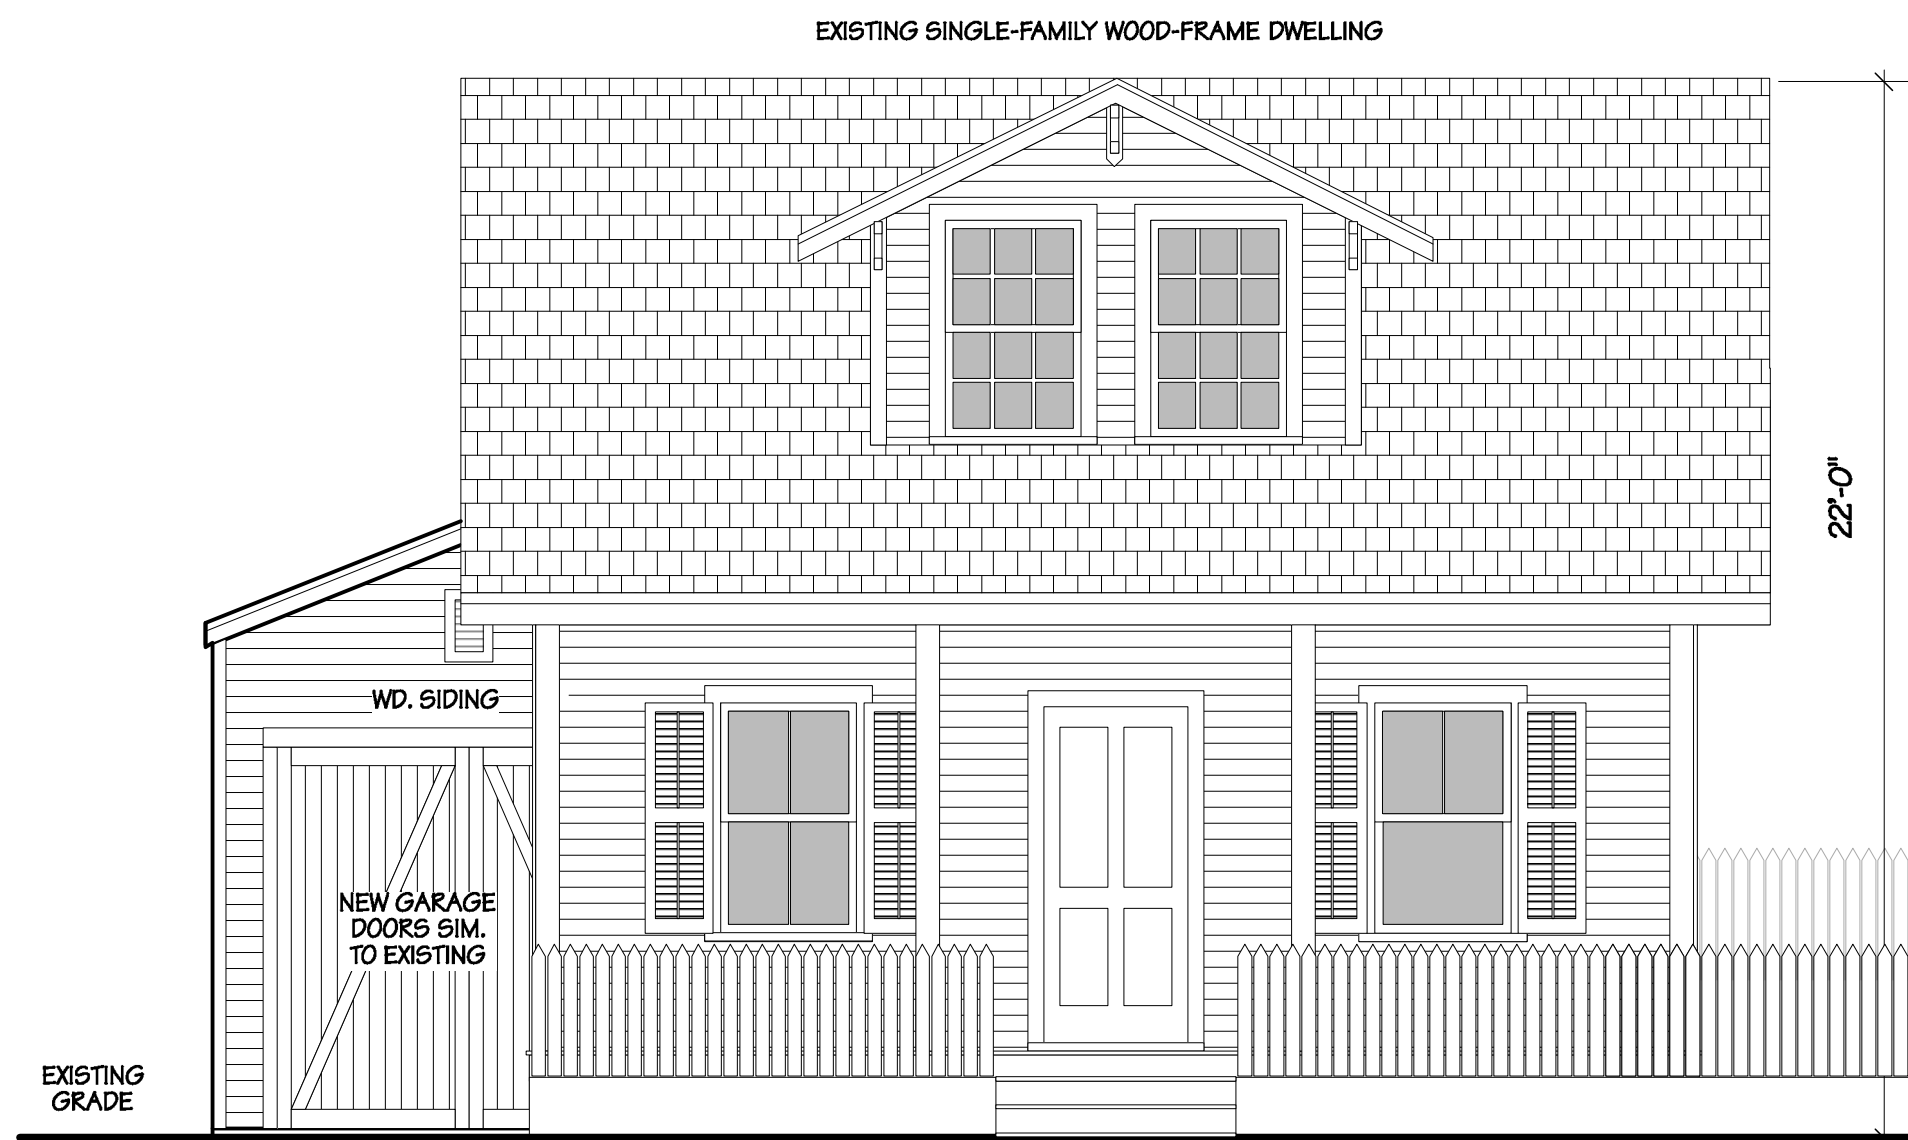 EXISTING SINGLE-FAMILY WOOD-FRAME DWELLING
22'-0"
WD. SIDING
NEW GARAGE
DOORS SIM.
TO EXISTING
EXISTING
GRADE